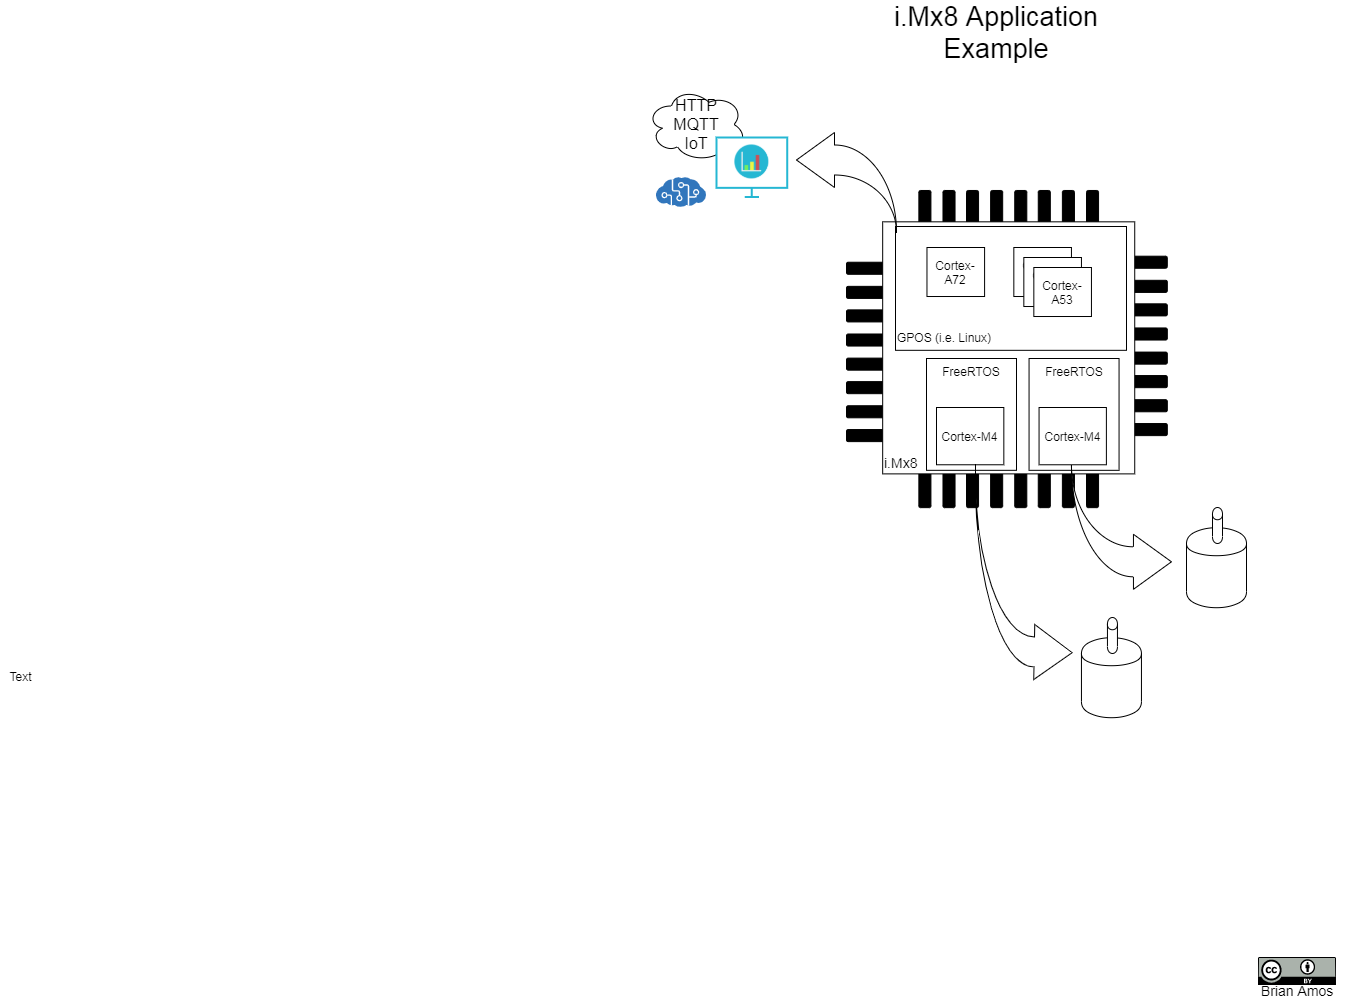 i.Mx8 Application
Example
HTTP
MQTT
IoT
Cortex-
A72
Cortex-
A53
GPOS (i.e. Linux)
FreeRTOS
FreeRTOS
Cortex-M4
Cortex-M4
i.Mx8
Text
cc
BY
Brian Amos